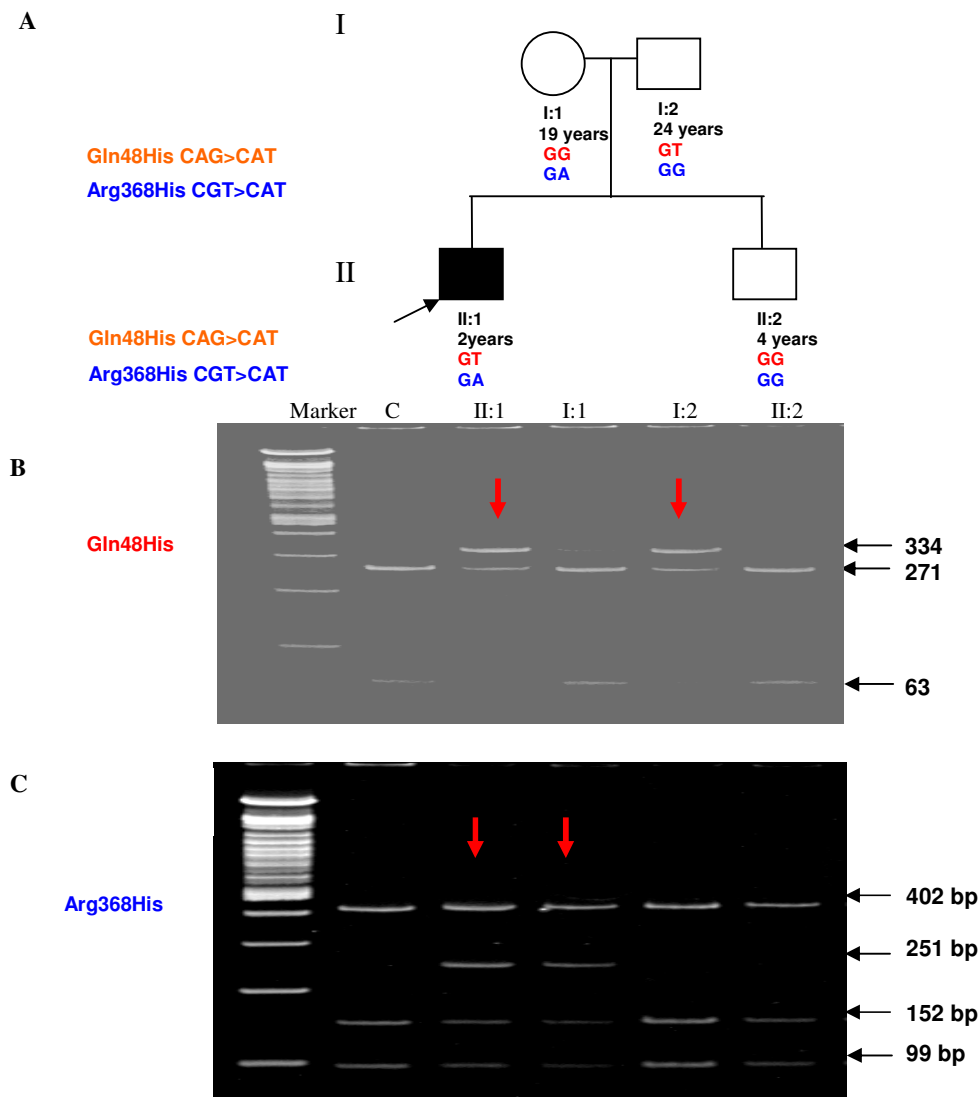 A
I
I:1
19 years
GG
GA
I:2
24 years
GT
GG
Gln48His CAG>CAT
Arg368His CGT>CAT
II
II:1
2years
GT
GA
II:2
4 years
GG
GG
Gln48His CAG>CAT
Arg368His CGT>CAT
Marker C II:1 I:1 I:2 II:2
B
Gln48His
334
271
63
C
Arg368His
402 bp
251 bp
152 bp
99 bp